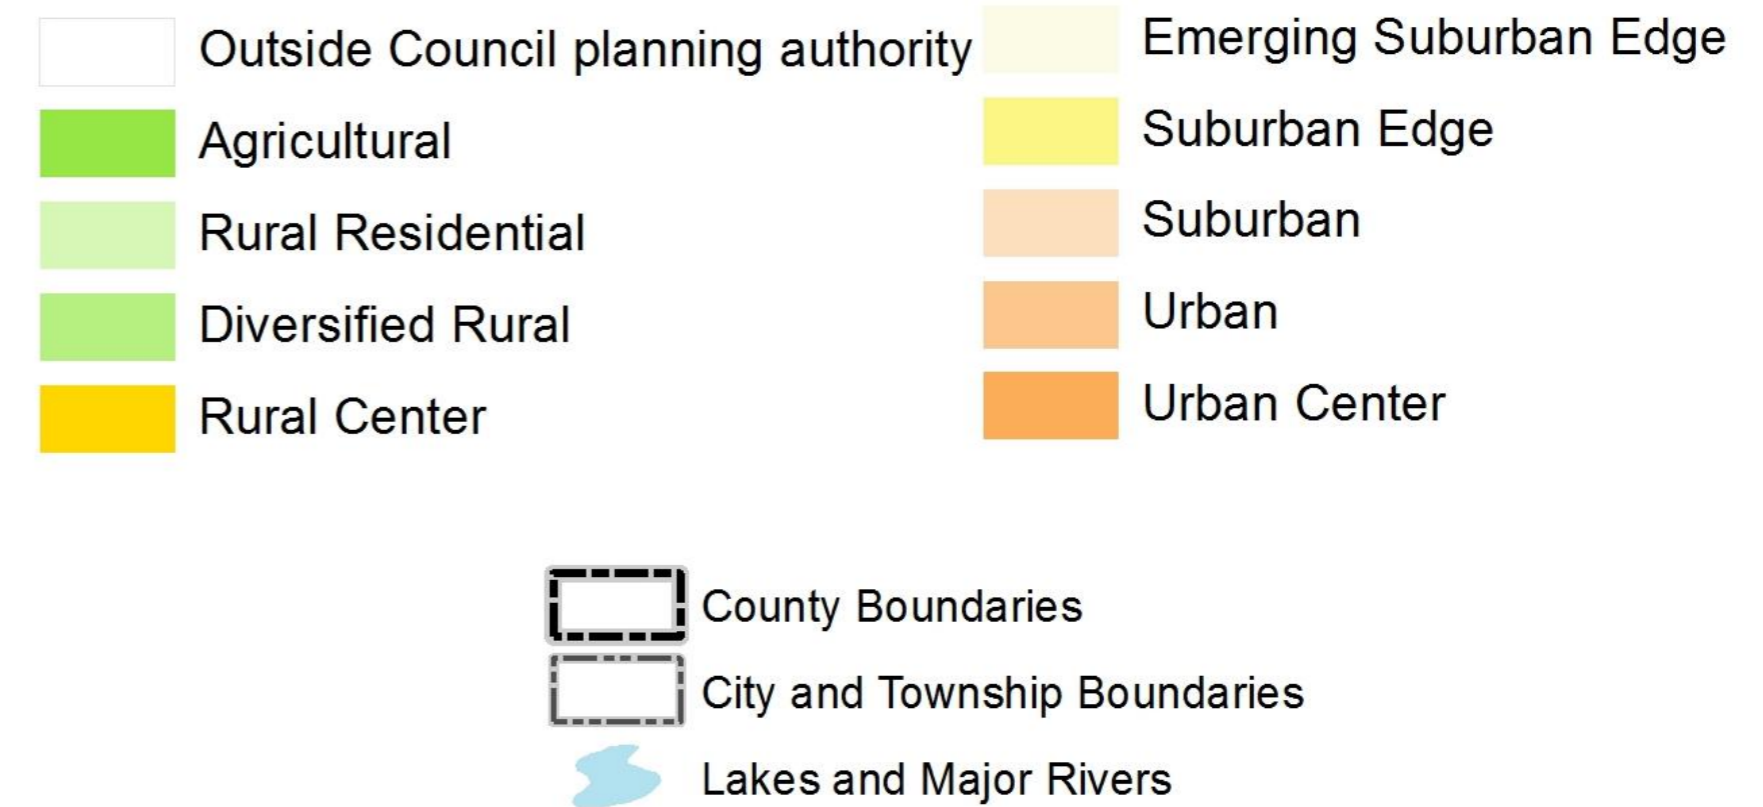 Outside Council planning authority
Agricultural
Rural Residential
Diversified Rural
Rural Center
Emerging Suburban Edge
Suburban Edge
Suburban
Urban
Urban Center
County Boundaries
City and Township Boundaries
Lakes and Major Rivers